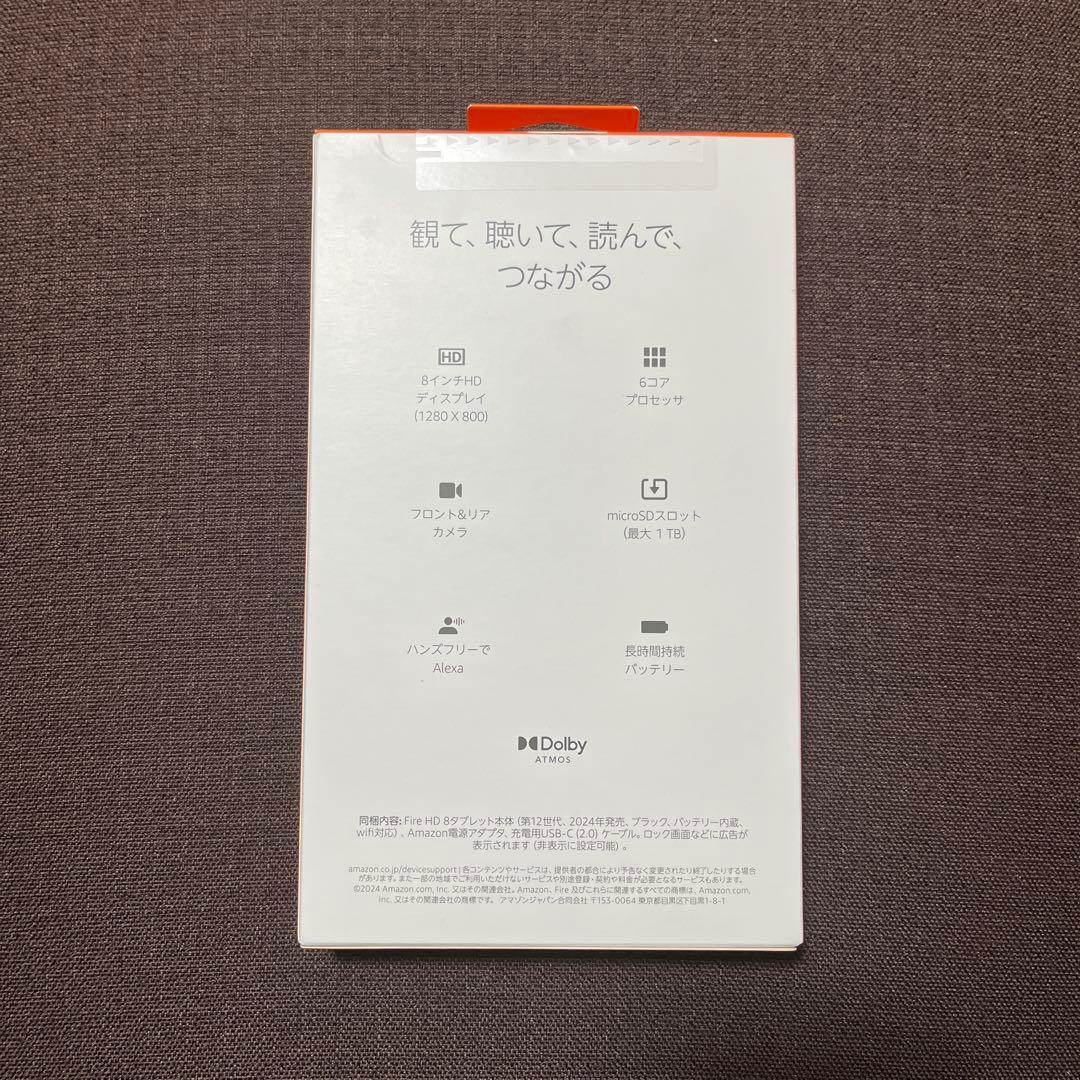 観て、聴いて、読んで、
つながる
HD
8インチHD
ディスプレイ
(1280 X 800)
6コア
プロセッサ
フロント&リア
カメラ
microSDスロット
(最大 1 TB)
ハンズフリーで
Alexa
長時間持続
バッテリー
Dolby
ATMOS
同梱内容: Fire HD 8タブレット本体 (第12世代、2024年発売、ブラック、バッテリー内蔵、
wifi対応) 、Amazon電源アダプタ、充電用USB-C (2.0) ケーブル。ロック画面などに広告が
表示されます (非表示に設定可能) 。
amazon.co.jp/devicesupport | 各コンテンツやサービスは、提供者の都合により予告なく変更されたり終了したりする場合
があります。また一部の地域でご利用いただけないサービスや別途登録・契約や料金が必要となるサービスもあります。
©2024 Amazon.com, Inc. 又はその関連会社。Amazon、Fire 及びこれらに関連するすべての商標は、Amazon.com,
Inc. 又はその関連会社の商標です。 アマゾンジャパン合同会社 〒153-0064 東京都目黒区下目黒1-8-1